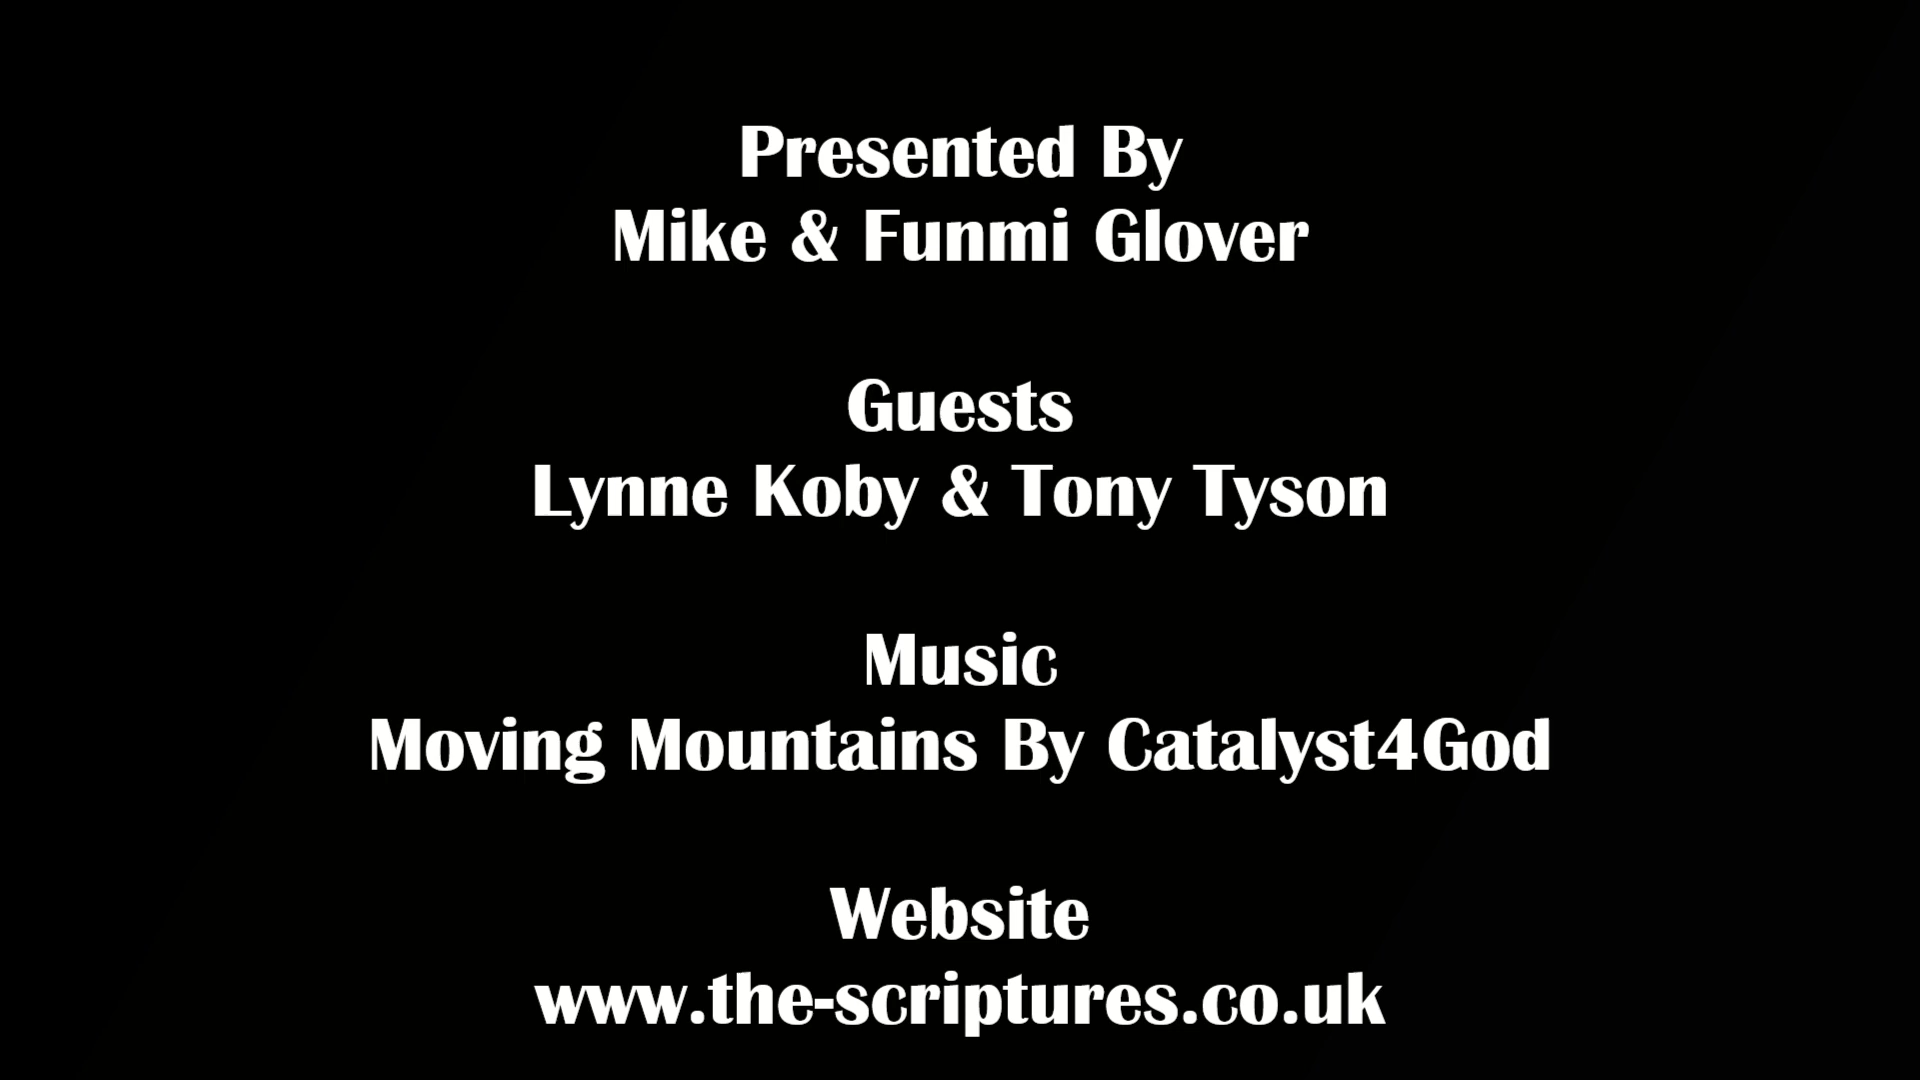 Presented By
Mike & Funmi Glover
Guests
Lynne Koby & Tony Tyson
Music
Moving Mountains By Catalyst4God
Website
www.the-scriptures.co.uk